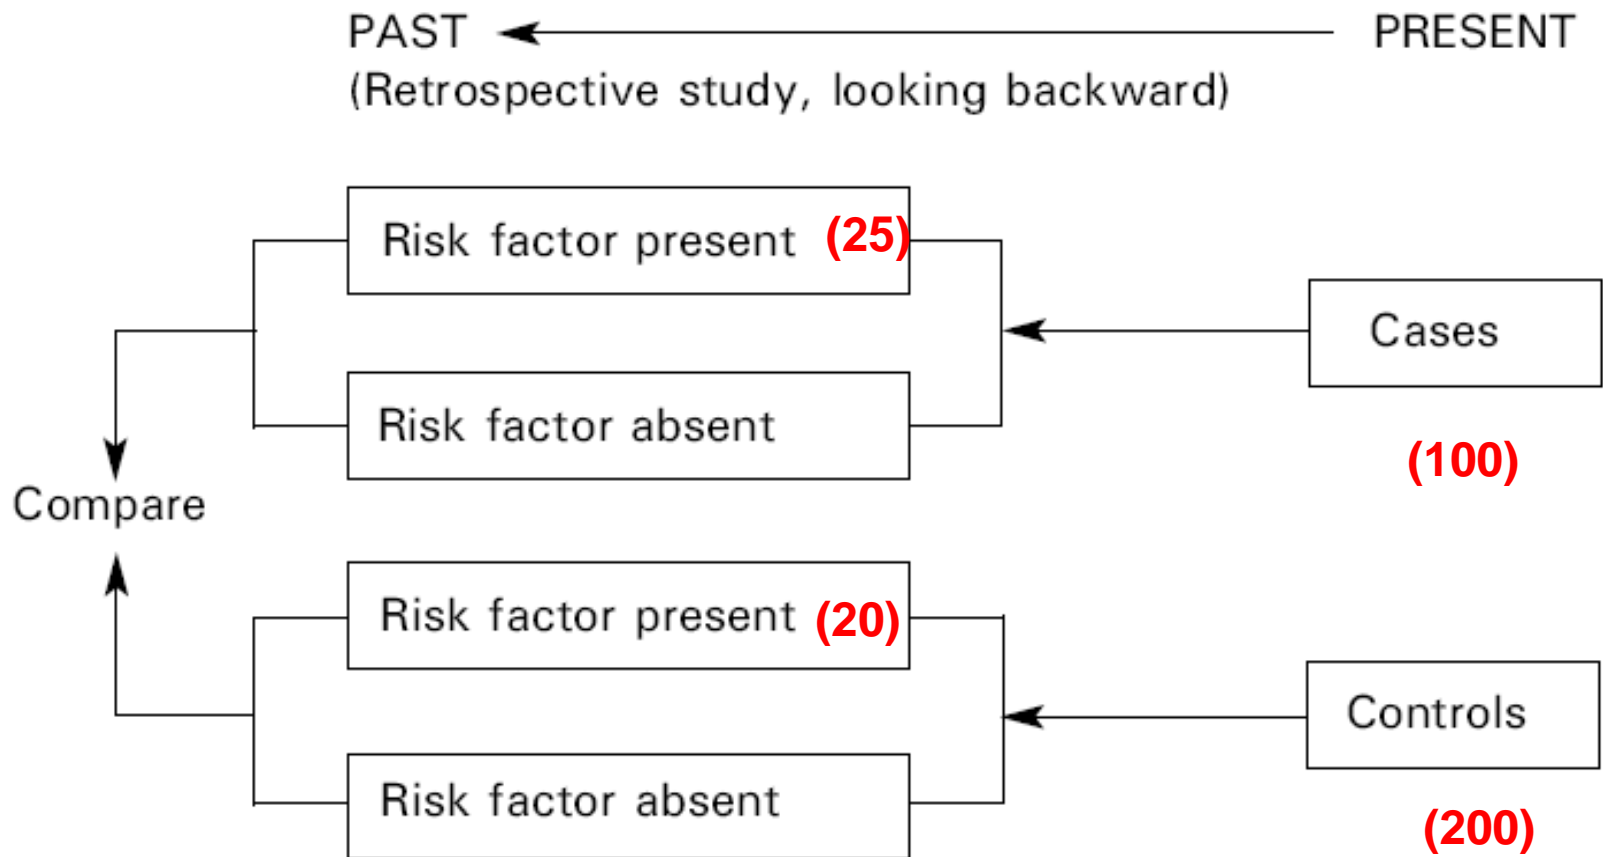 PAST PRESENT
(Retrospective study, looking backward)
Risk factor present (25)
Cases
Risk factor absent
(100)
Compare
Risk factor present (20)
Controls
Risk factor absent
(200)